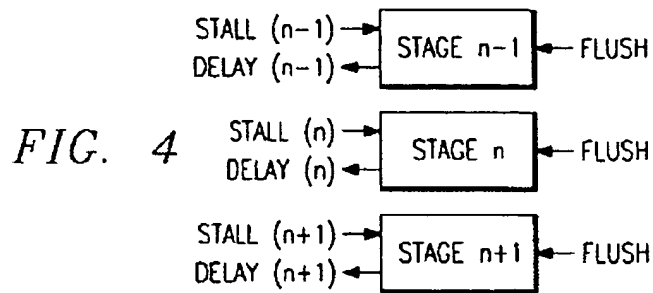 STALL (n-1)
DELAY (n-1)
STAGE n-1
FLUSH
FIG. 4
STALL (n)
DELAY (n)
STAGE n
FLUSH
STALL (n+1)
DELAY (n+1)
STAGE n+1
FLUSH